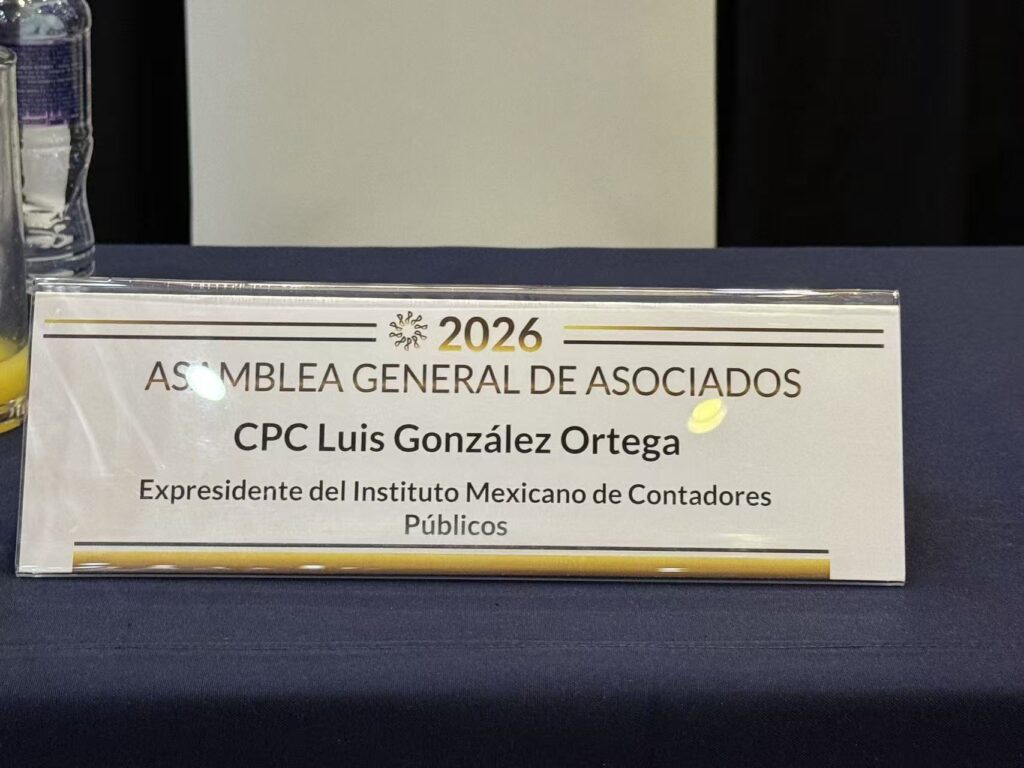 2026
ASAMBLEA GENERAL DE ASOCIADOS
CPC Luis González Ortega
Expresidente del Instituto Mexicano de Contadores
Públicos